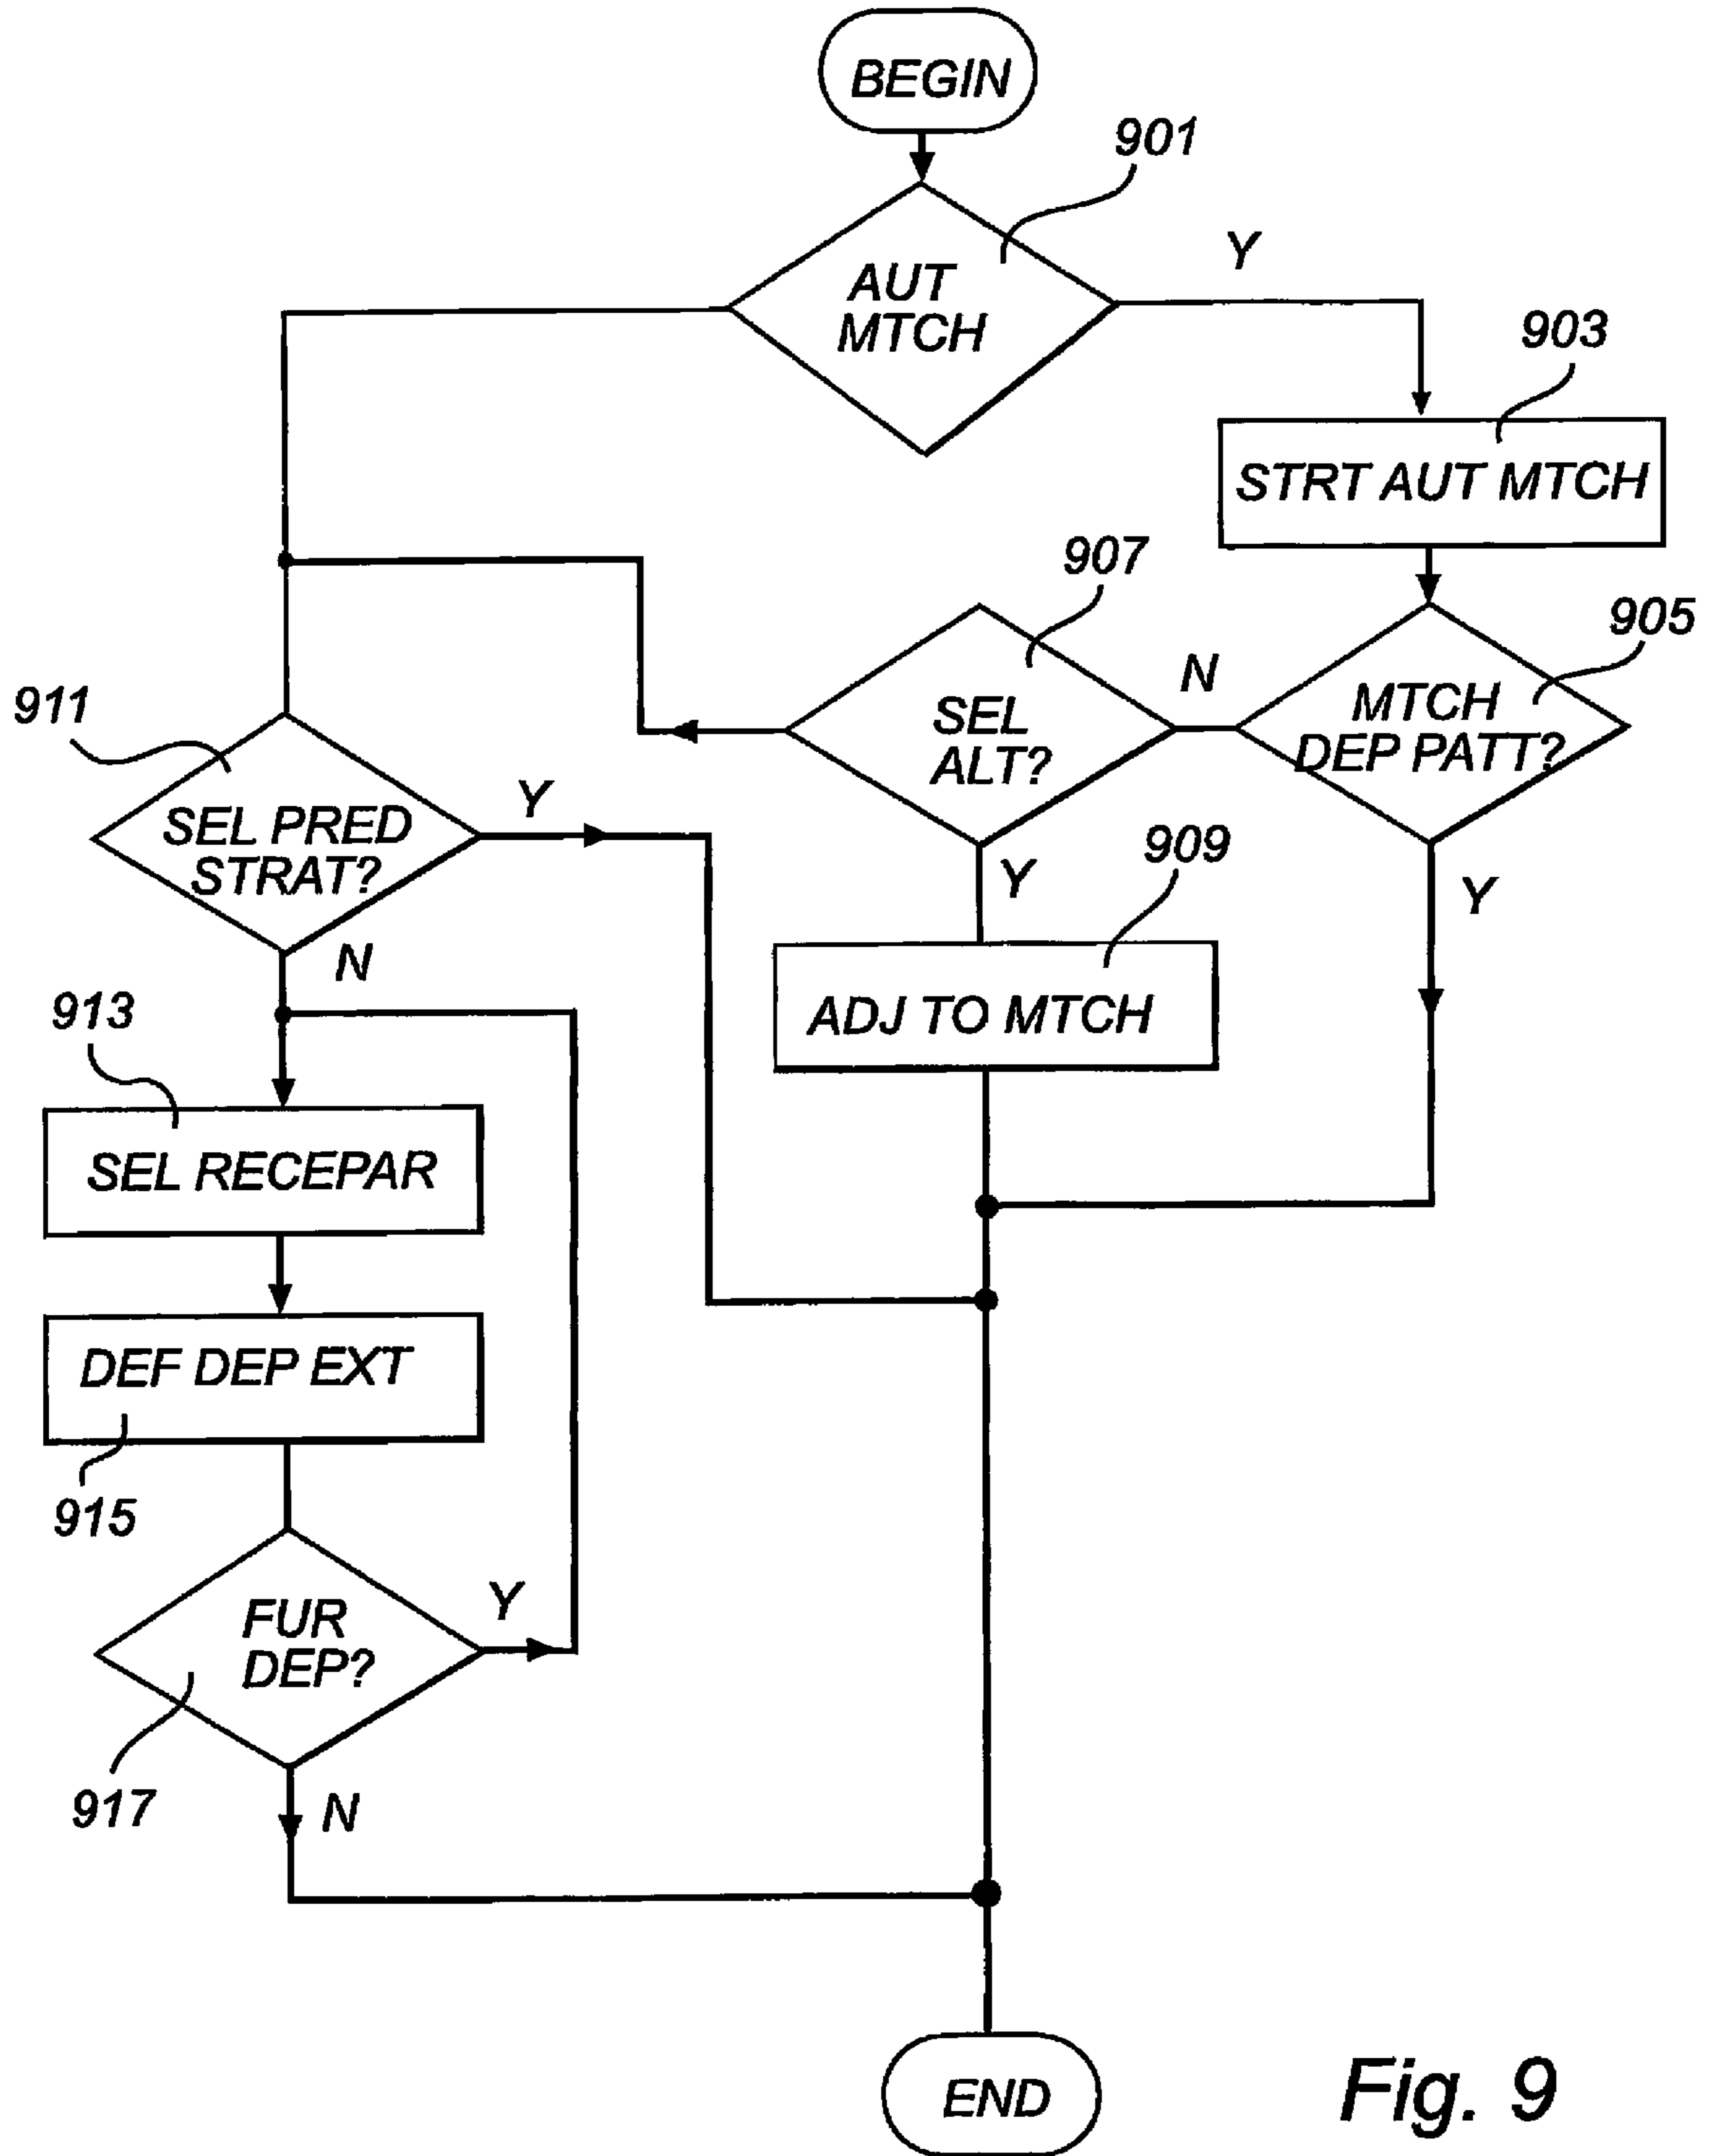 BEGIN
901
AUT
MTCH
Y
903
STRT AUT MTCH
907
905
SEL
ALT?
N
MTCH
DEP PATT?
911
SEL PRED
STRAT?
Y
Y
909
Y
N
ADJ TO MTCH
913
SEL RECEPAR
DEF DEP EXT
915
FUR
DEP?
Y
917
N
END
Fig. 9